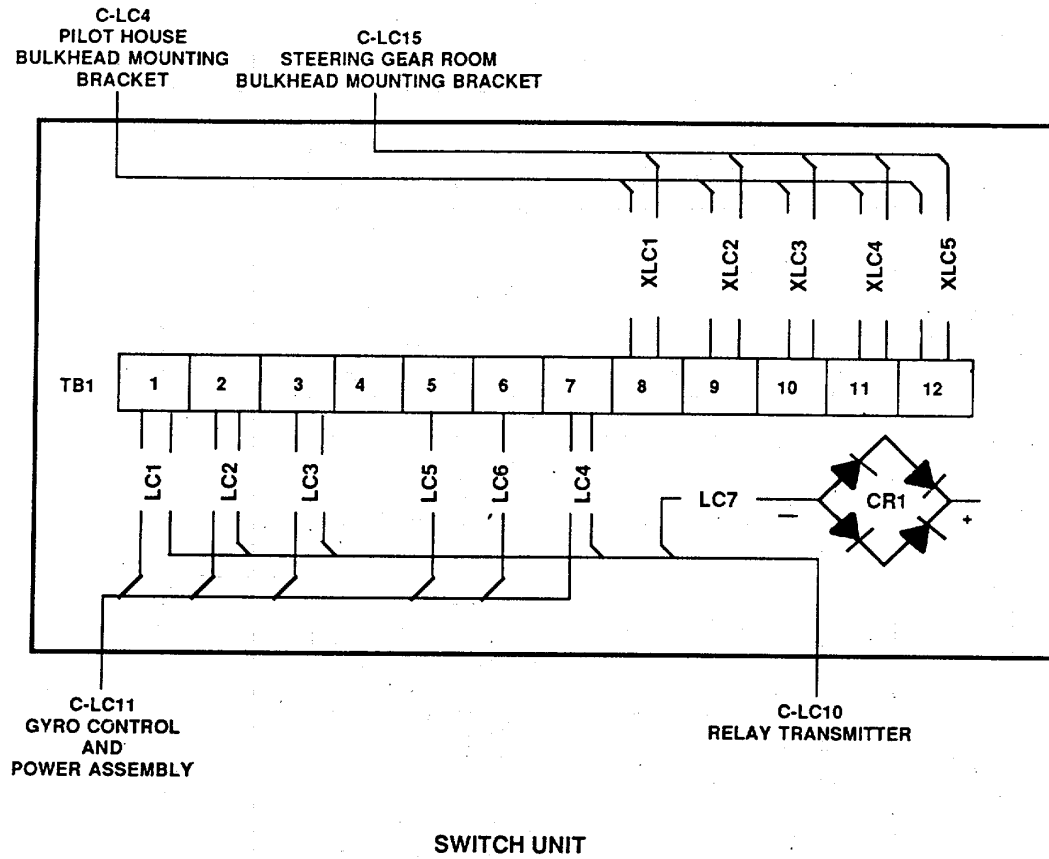 C-LC4
PILOT HOUSE
BULKHEAD MOUNTING
BRACKET
C-LC15
STEERING GEAR ROOM
BULKHEAD MOUNTING BRACKET
XLC1
XLC2
XLC3
XLC4
XLC5
TB1
1
2
3
4
5
6
7
8
9
10
11
12
LC1
LC2
LC3
LC5
LC6
LC4
LC7
—
CR1
+
C-LC11
GYRO CONTROL
AND
POWER ASSEMBLY
C-LC10
RELAY TRANSMITTER
SWITCH UNIT